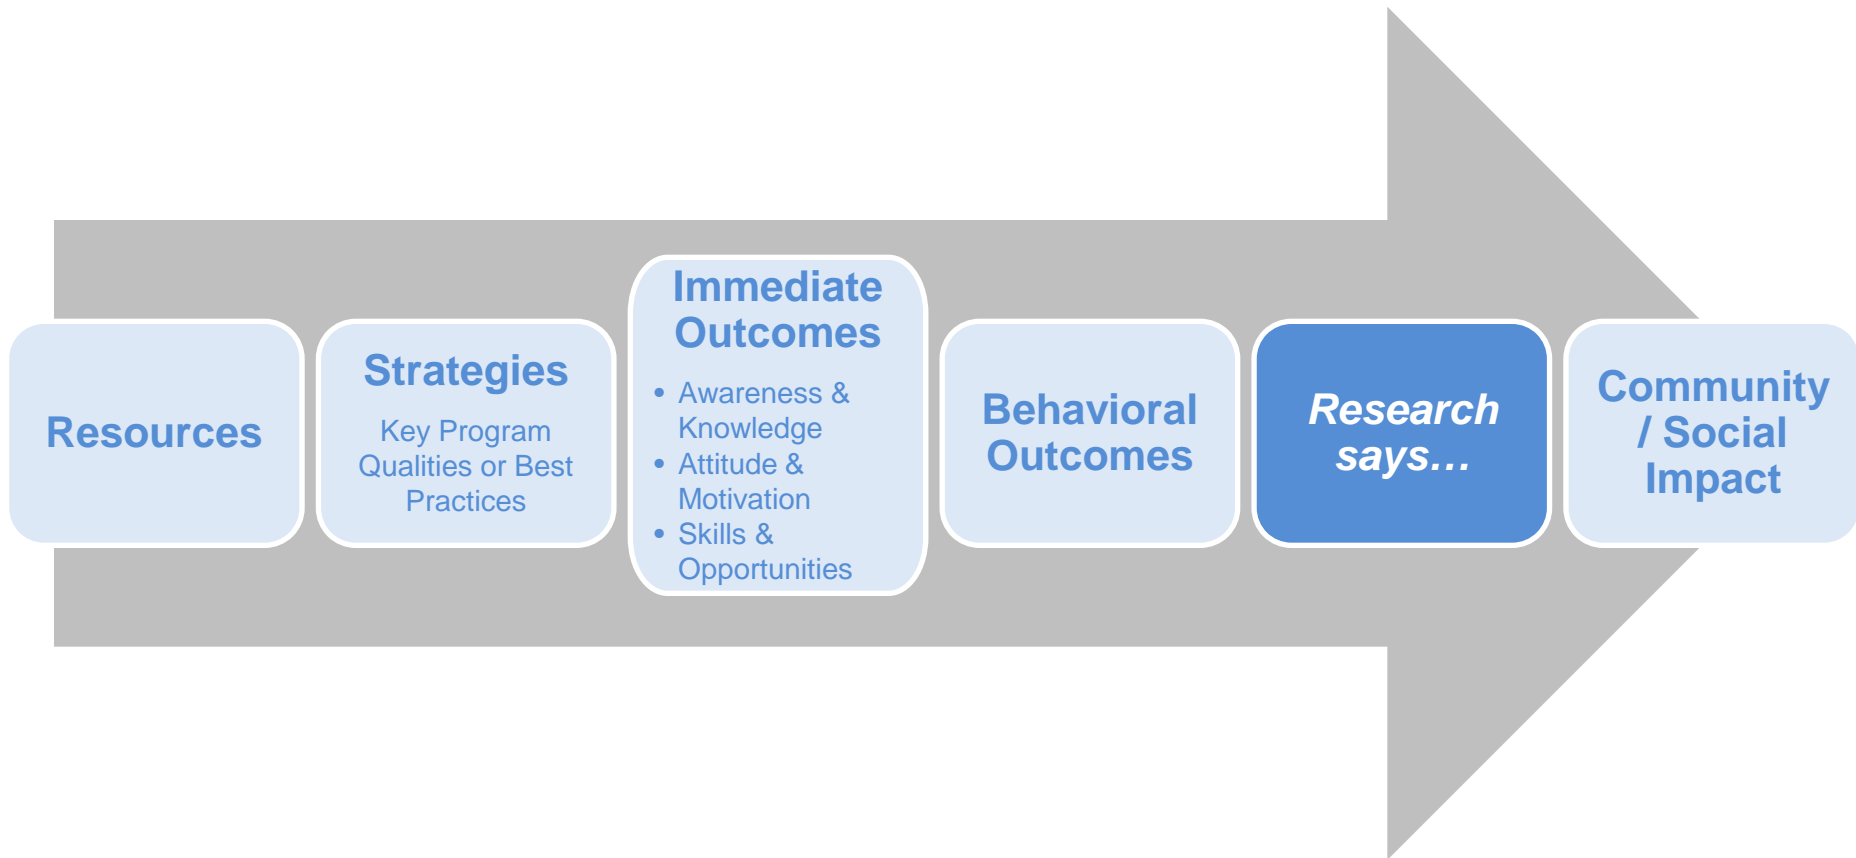 Resources
Strategies
Key Program
Qualities or Best
Practices
Immediate
Outcomes
• Awareness &
Knowledge
• Attitude &
Motivation
• Skills &
Opportunities
Behavioral
Outcomes
Research
says…
Community
/ Social
Impact